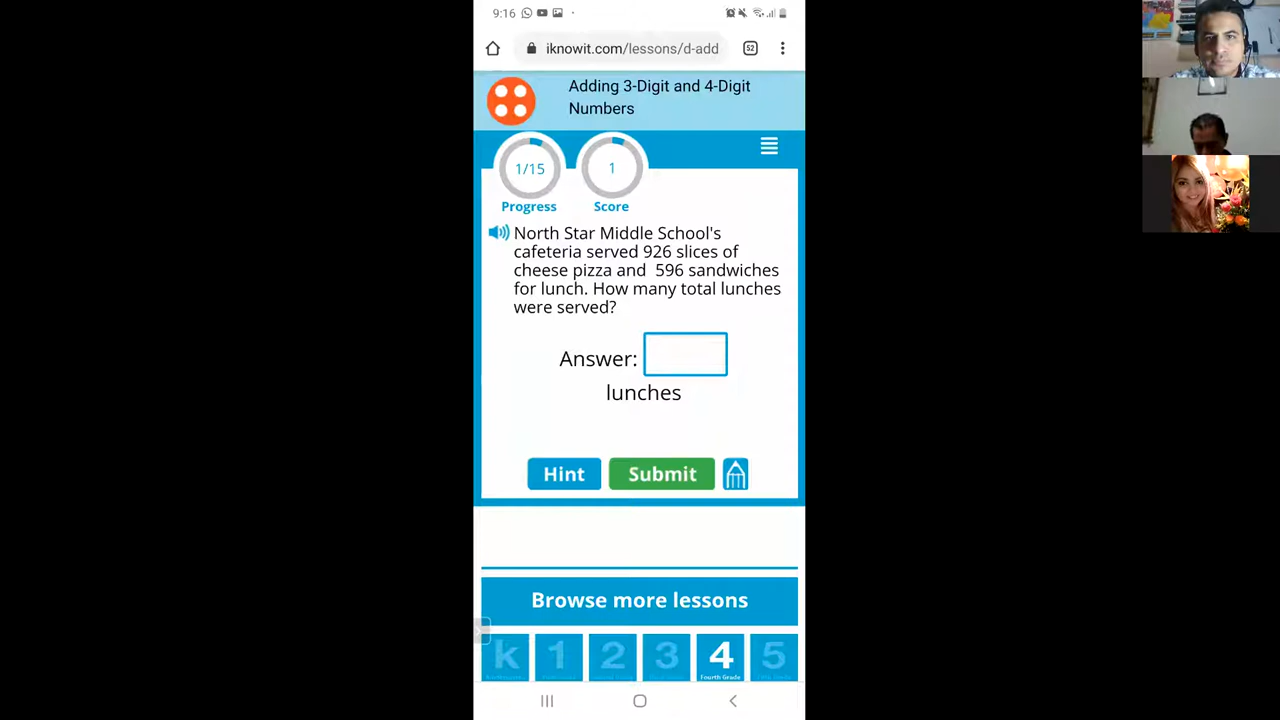 9:16
iknowit.com/lessons/d-add
52
Adding 3-Digit and 4-Digit
Numbers
1/15
1
Progress
Score
North Star Middle School's
cafeteria served 926 slices of
cheese pizza and 596 sandwiches
for lunch. How many total lunches
were served?
Answer:
lunches
Hint
Submit
Browse more lessons
k
1
2
3
4
5
Fourth Grade